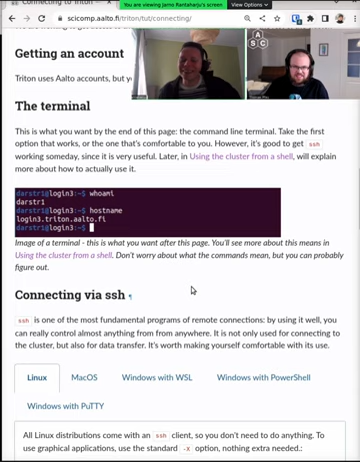 Connecting to Triton
You are viewing Jarno Rantaharju's screen
View Options
scicomp.aalto.fi/triton/tut/connecting/
Getting an account
Triton uses Aalto accounts, but
A
S C
The terminal
This is what you want by the end of this page: the command line terminal. Take the first
option that works, or the one that's comfortable to you. However, it's good to get ssh
working someday, since it is very useful. Later, in Using the cluster from a shell, will explain
more about how to actually use it.
darstr1@login3:~$ whoami
darstr1
darstr1@login3:~$ hostname
login3.triton.aalto.fi
darstr1@login3:~$
Image of a terminal - this is what you want after this page. You'll see more about this means in
Using the cluster from a shell. Don't worry about what the commands mean, but you can probably
figure out.
Connecting via ssh ¶
ssh is one of the most fundamental programs of remote connections: by using it well, you
can really control almost anything from from anywhere. It is not only used for connecting to
the cluster, but also for data transfer. It's worth making yourself comfortable with its use.
Linux MacOS Windows with WSL Windows with PowerShell
Windows with PuTTY
All Linux distributions come with an ssh client, so you don't need to do anything. To
use graphical applications, use the standard -X option, nothing extra needed.: